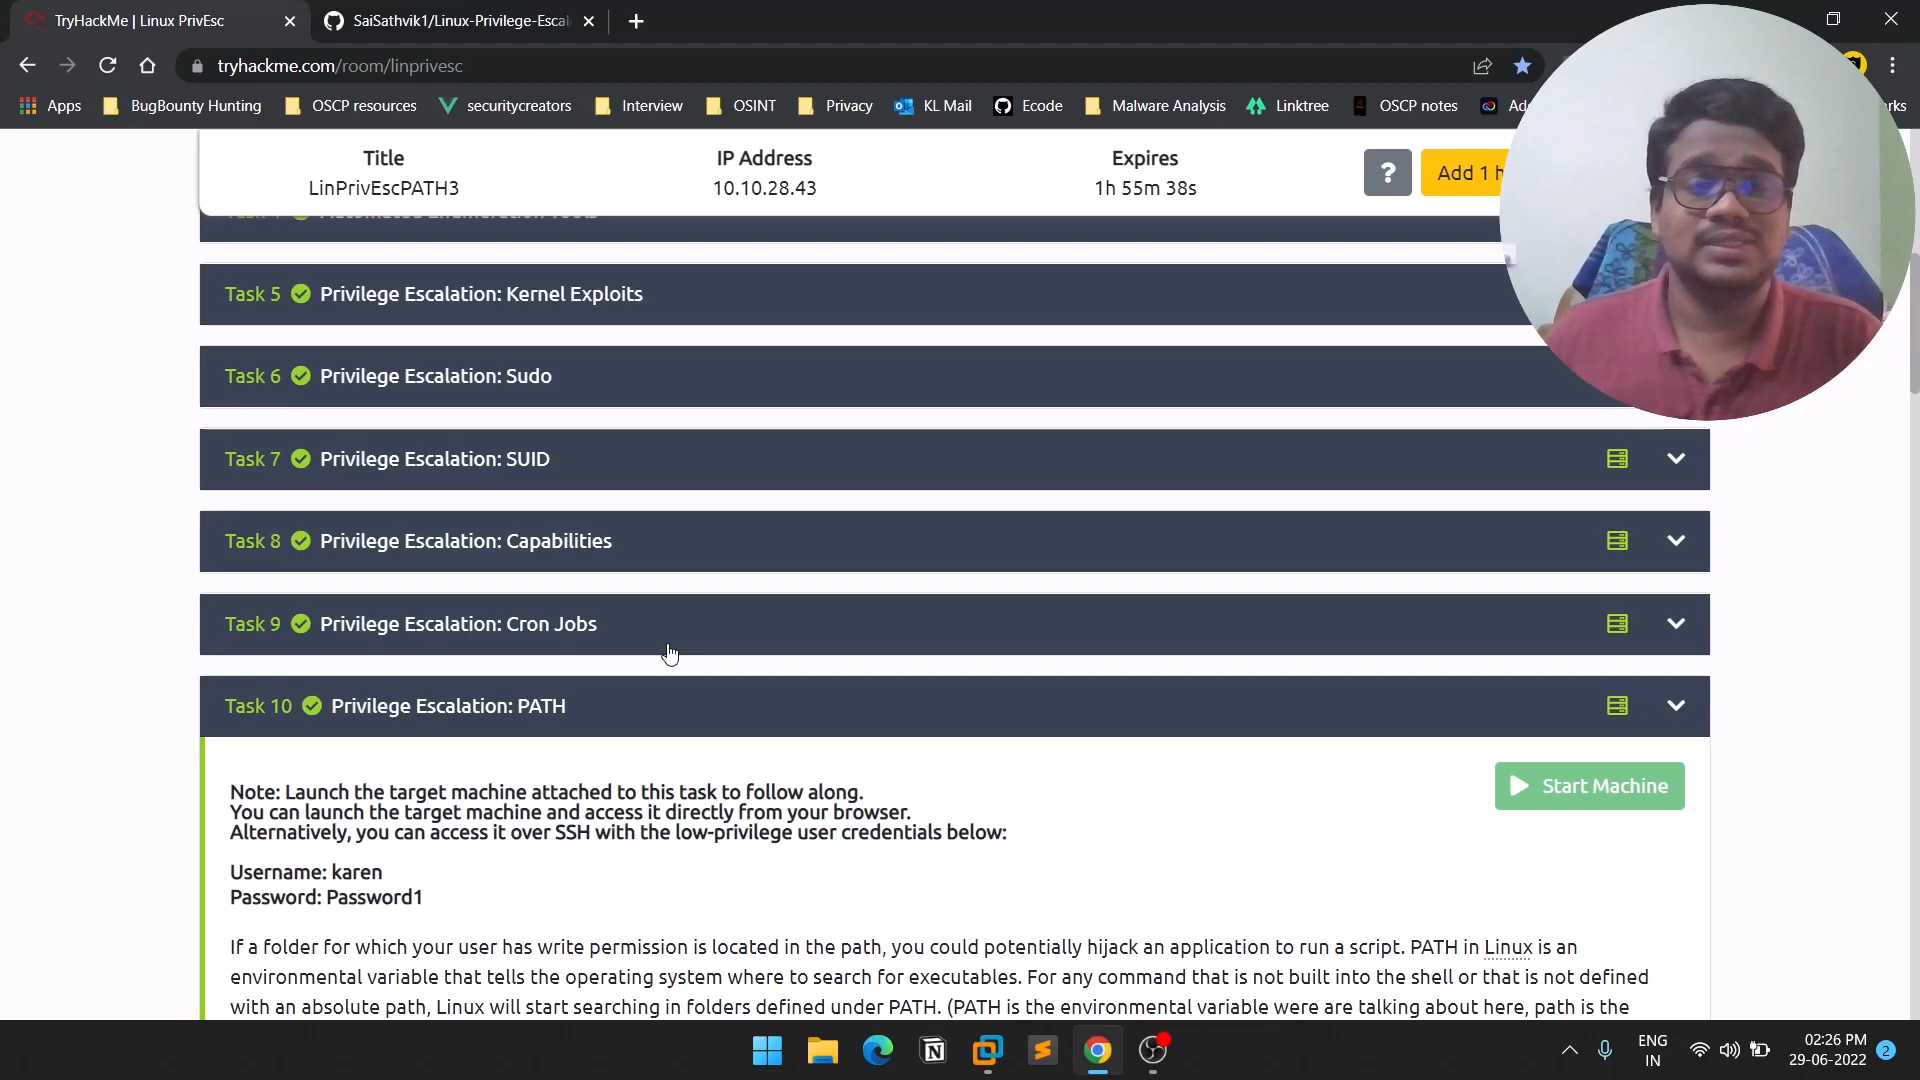 TryHackMe | Linux PrivEsc
SaiSathvik1/Linux-Privilege-Escal
tryhackme.com/room/linprivesc
Apps
BugBounty Hunting
OSCP resources
securitycreators
Interview
OSINT
Privacy
KL Mail
Ecode
Malware Analysis
Linktree
OSCP notes
Ad
rks
Title
LinPrivEscPATH3
IP Address
10.10.28.43
Expires
1h 55m 38s
?
Add 1 h
Task 5 Privilege Escalation: Kernel Exploits
Task 6 Privilege Escalation: Sudo
Task 7 Privilege Escalation: SUID
Task 8 Privilege Escalation: Capabilities
Task 9 Privilege Escalation: Cron Jobs
Task 10 Privilege Escalation: PATH
Start Machine
Note: Launch the target machine attached to this task to follow along.
You can launch the target machine and access it directly from your browser.
Alternatively, you can access it over SSH with the low-privilege user credentials below:
Username: karen
Password: Password1
If a folder for which your user has write permission is located in the path, you could potentially hijack an application to run a script. PATH in Linux is an
environmental variable that tells the operating system where to search for executables. For any command that is not built into the shell or that is not defined
with an absolute path, Linux will start searching in folders defined under PATH. (PATH is the environmental variable were are talking about here, path is the
ENG
IN
02:26 PM
29-06-2022
2